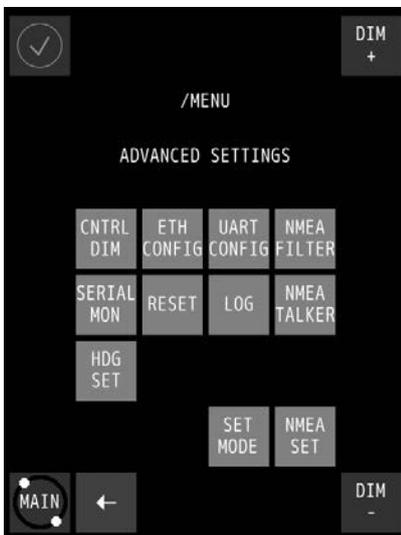 DIM
+
/MENU
ADVANCED SETTINGS
CNTRL DIM
ETH CONFIG
UART CONFIG
NMEA FILTER
SERIAL MON
RESET
LOG
NMEA TALKER
HDG SET
SET MODE
NMEA SET
MAIN
←
DIM
-